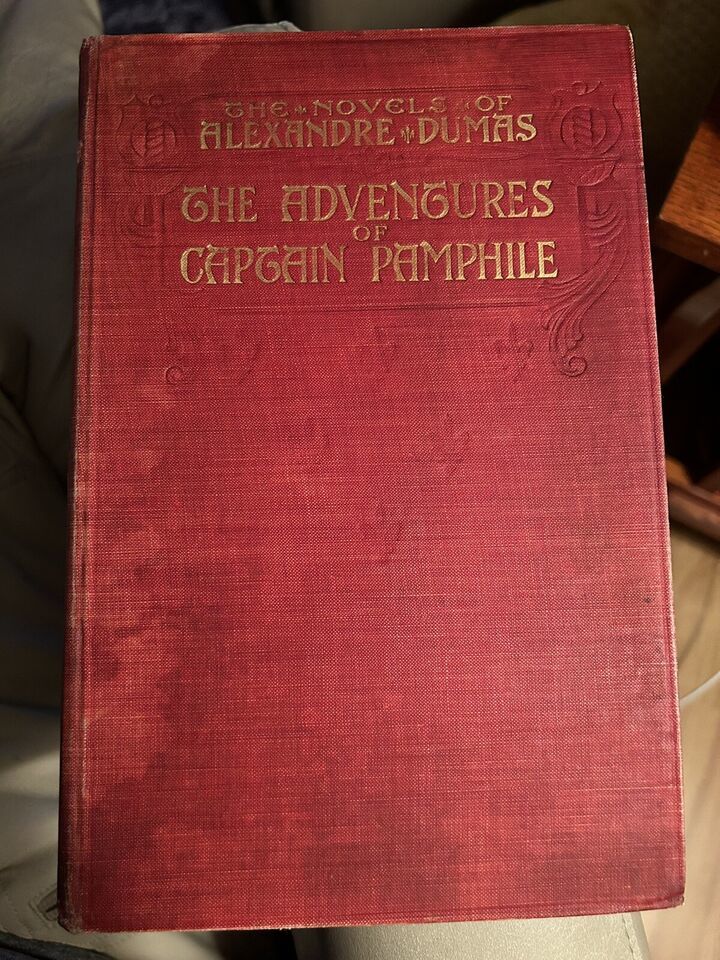 THE NOVELS OF
ALEXANDRE DUMAS
THE ADVENTURES
OF
CAPTAIN PAMPHILE